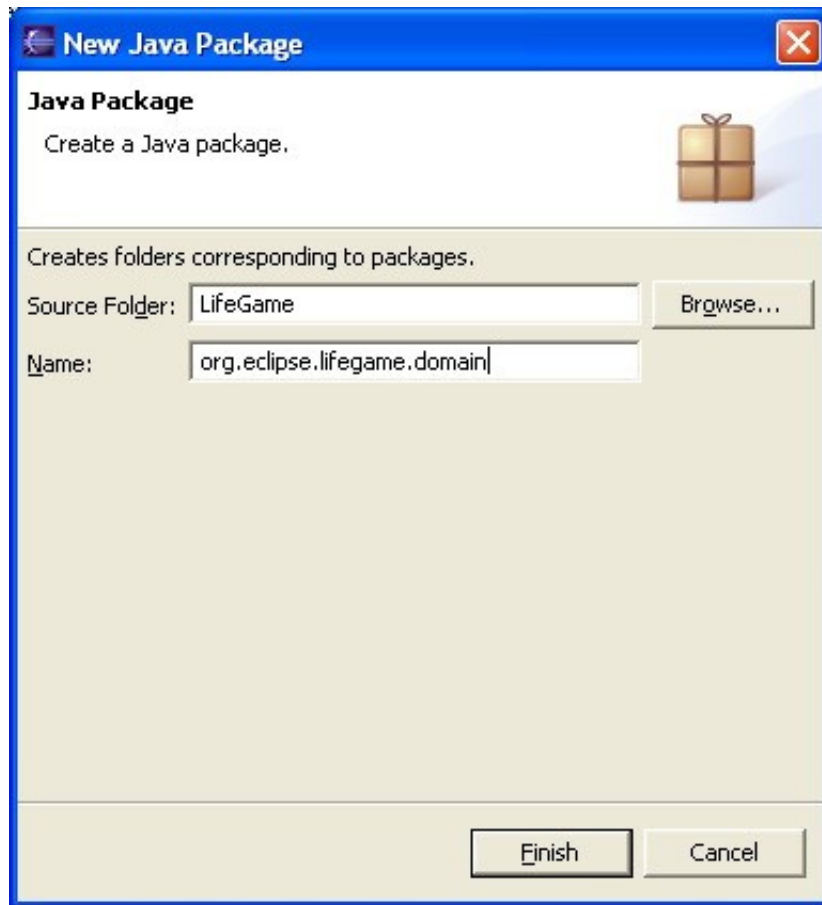 New Java Package
Java Package
Create a Java package.
Creates folders corresponding to packages.
Source Folder: LifeGame Browse...
Name: org.eclipse.lifegame.domain
Finish Cancel